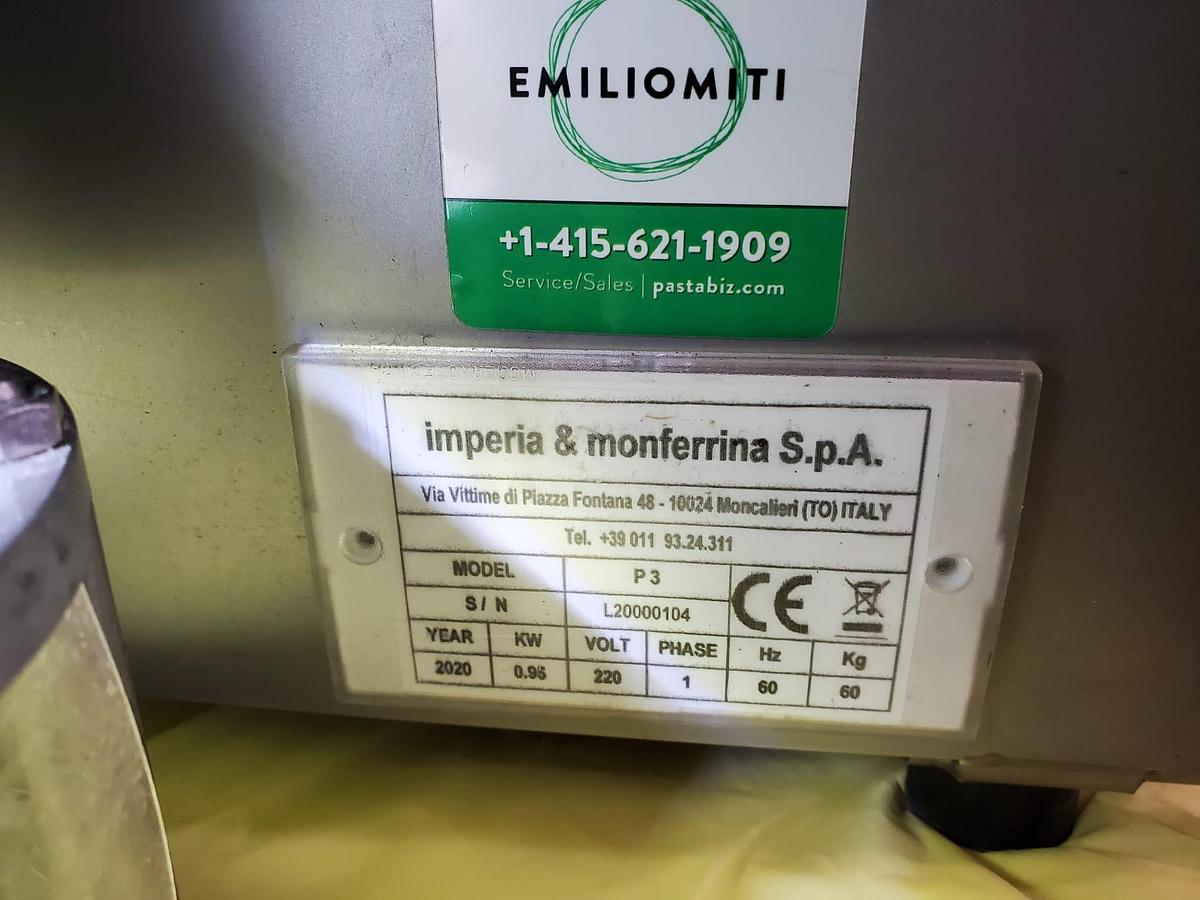 EMILIOMITI
+1-415-621-1909
Service/Sales | pastabiz.com
imperia & monferrina S.p.A.
Via Vittime di Piazza Fontana 48 - 10024 Moncalieri (TO) ITALY
Tel. +39 011 93.24.311
MODEL P 3
S / N L20000104
YEAR KW VOLT PHASE Hz Kg
2020 0.95 220 1 60 60